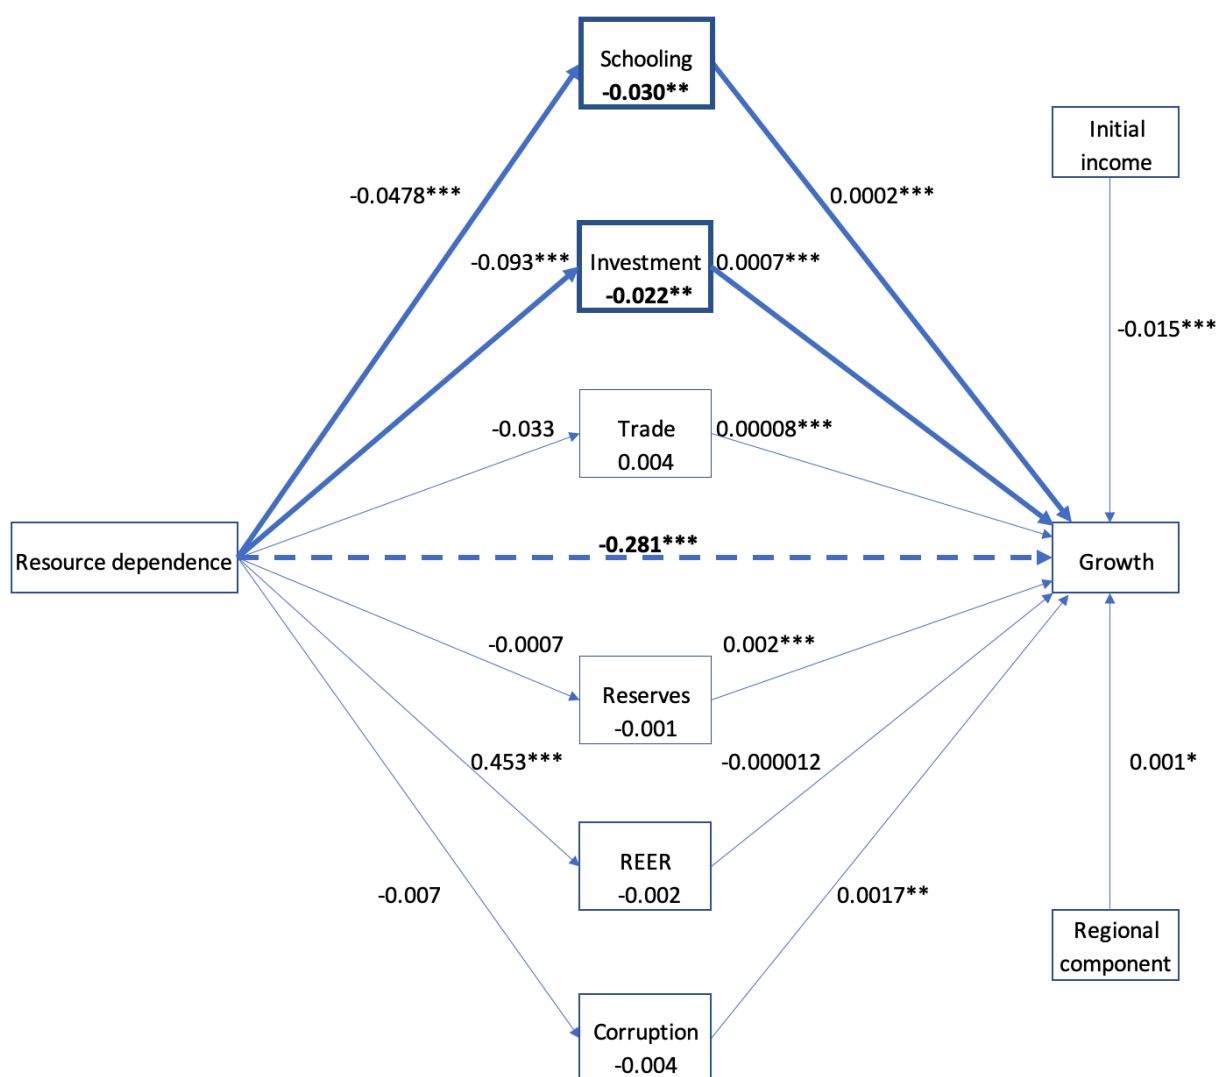 Schooling
-0.030**
Initial
income
-0.0478***
0.0002***
-0.093***
Investment
-0.022**
0.0007***
-0.015***
-0.033
Trade
0.004
0.00008***
Resource dependence
-0.281***
Growth
-0.0007
0.002***
Reserves
-0.001
0.453***
-0.000012
0.001*
REER
-0.002
-0.007
0.0017**
Regional
component
Corruption
-0.004